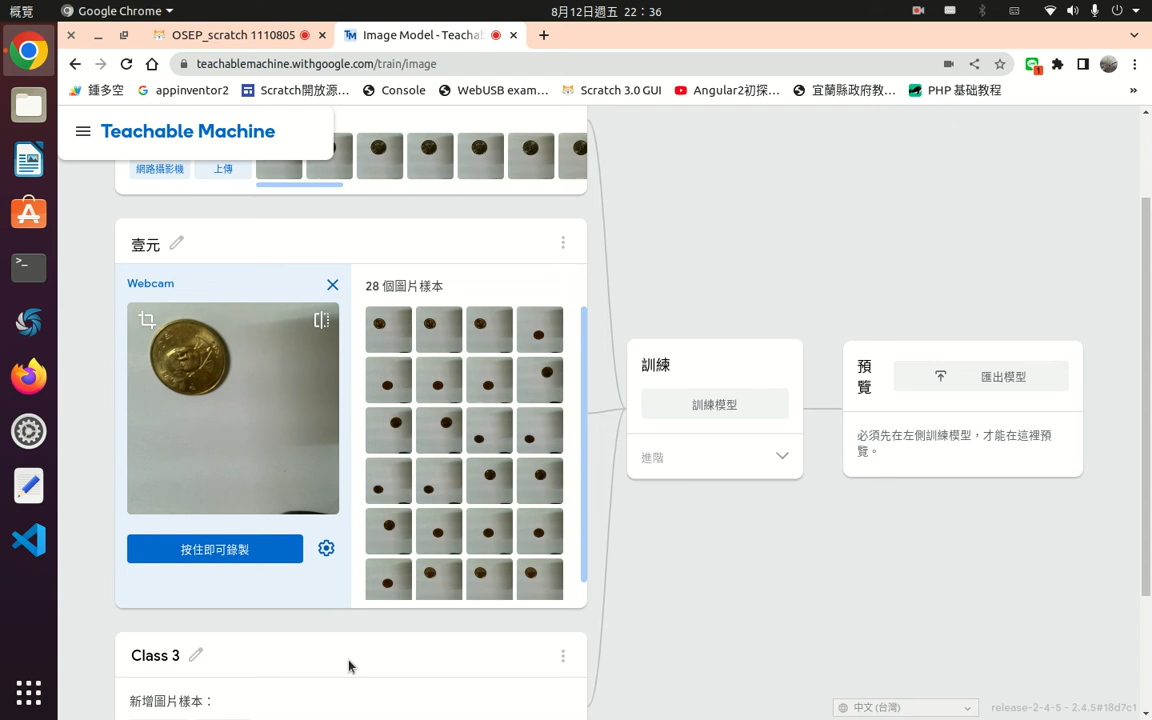 概覽
Google Chrome
8月12日週五 22：36
OSEP_scratch 1110805
Image Model - Teacha
teachablemachine.withgoogle.com/train/image
1
鍾多空
appinventor2
Scratch開放源…
Console
WebUSB exam…
Scratch 3.0 GUI
Angular2初探…
宜蘭縣政府教…
PHP 基础教程
»
Teachable Machine
網路攝影機
上傳
壹元
Webcam
28 個圖片樣本
按住即可錄製
訓練
訓練模型
進階
預覽
匯出模型
必須先在左側訓練模型，才能在這裡預
覽。
Class 3
新增圖片樣本：
中文 (台灣)
release-2-4-5 - 2.4.5#18d7c1